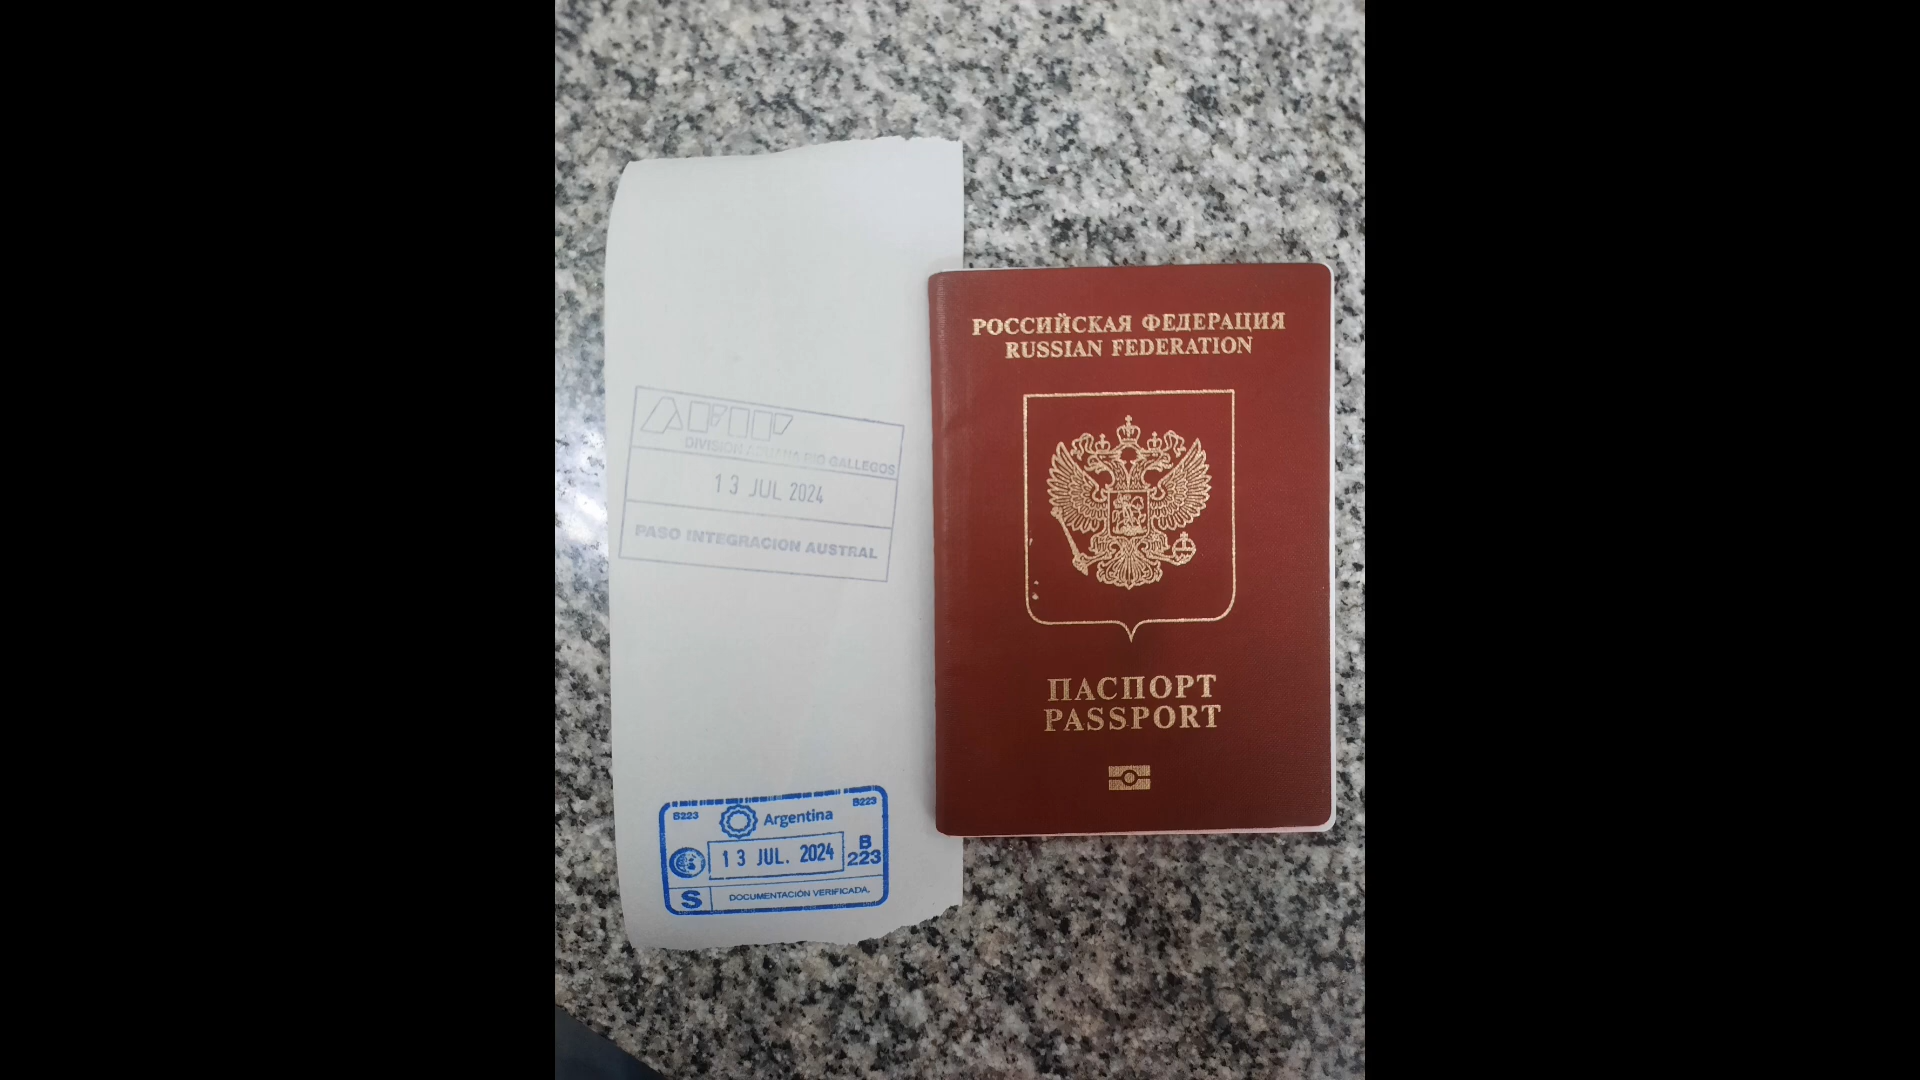 AFIP
DIVISION ADUANA RIO GALLEGOS
13 JUL 2024
PASO INTEGRACION AUSTRAL
B223
Argentina
B223
13 JUL. 2024
B
223
S
DOCUMENTACIÓN VERIFICADA.
РОССИЙСКАЯ ФЕДЕРАЦИЯ
RUSSIAN FEDERATION
ПАСПОРТ
PASSPORT